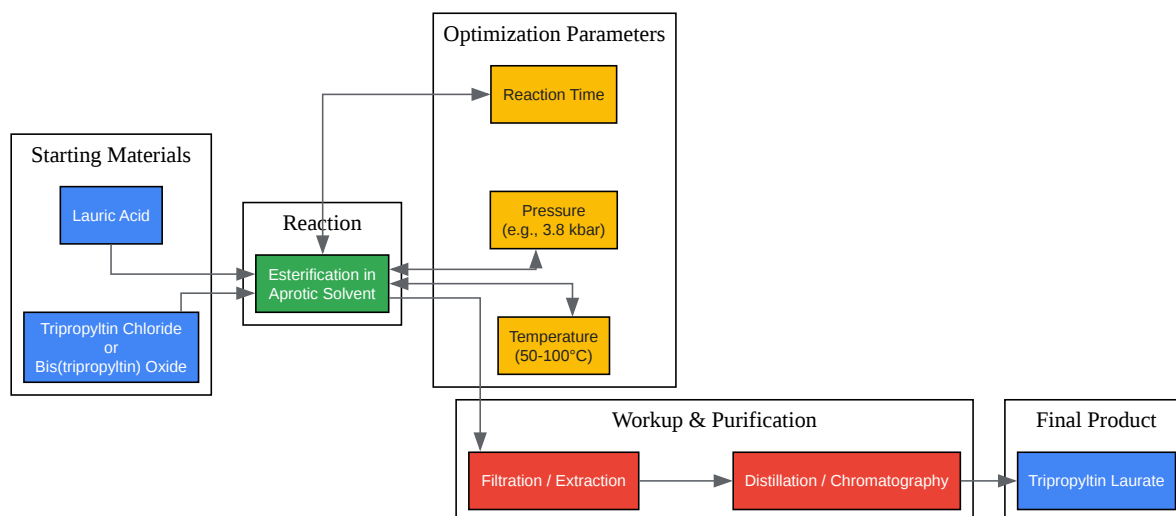 Optimization Parameters
Reaction Time
Starting Materials
Lauric Acid
Pressure
(e.g., 3.8 kbar)
Reaction
Esterification in
Aprotic Solvent
Tripropyltin Chloride
or
Bis(tripropyltin) Oxide
Temperature
(50-100°C)
Workup & Purification
Final Product
Filtration / Extraction
Distillation / Chromatography
Tripropyltin Laurate